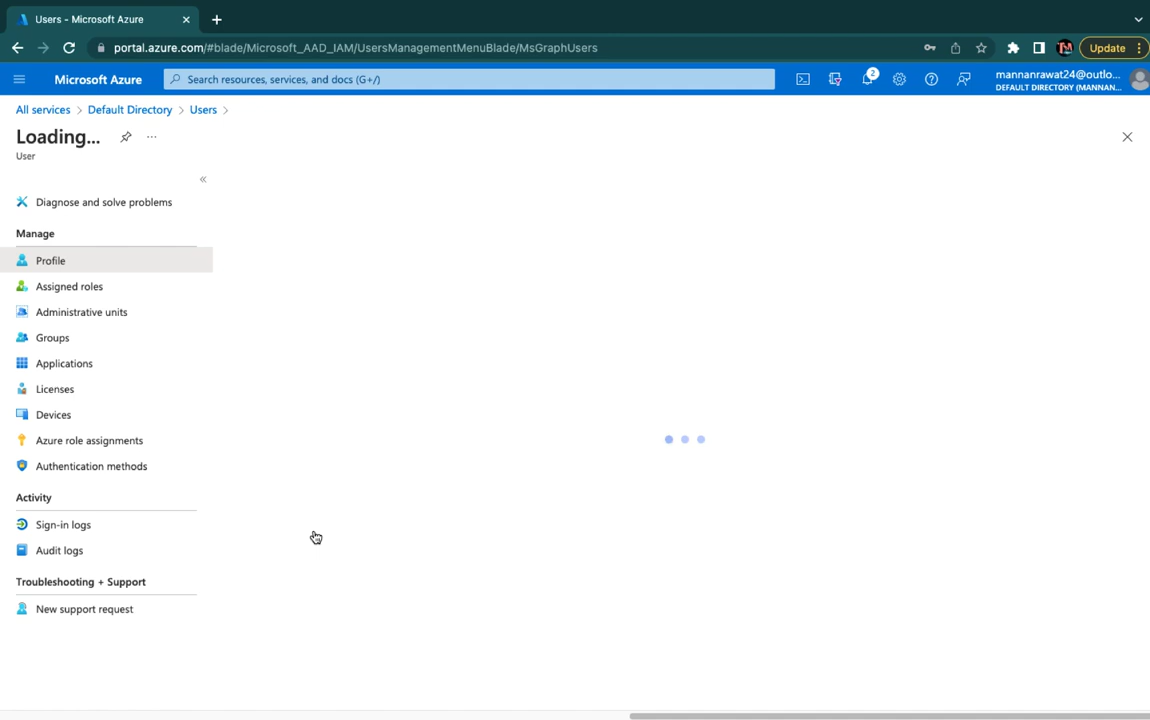 Users - Microsoft Azure
portal.azure.com/#blade/Microsoft_AAD_IAM/UsersManagementMenuBlade/MsGraphUsers
Update
Microsoft Azure
Search resources, services, and docs (G+/)
2
mannanrawat24@outlo...
DEFAULT DIRECTORY (MANNAN...
All services > Default Directory > Users >
Loading...
User
Diagnose and solve problems
Manage
Profile
Assigned roles
Administrative units
Groups
Applications
Licenses
Devices
Azure role assignments
Authentication methods
Activity
Sign-in logs
Audit logs
Troubleshooting + Support
New support request